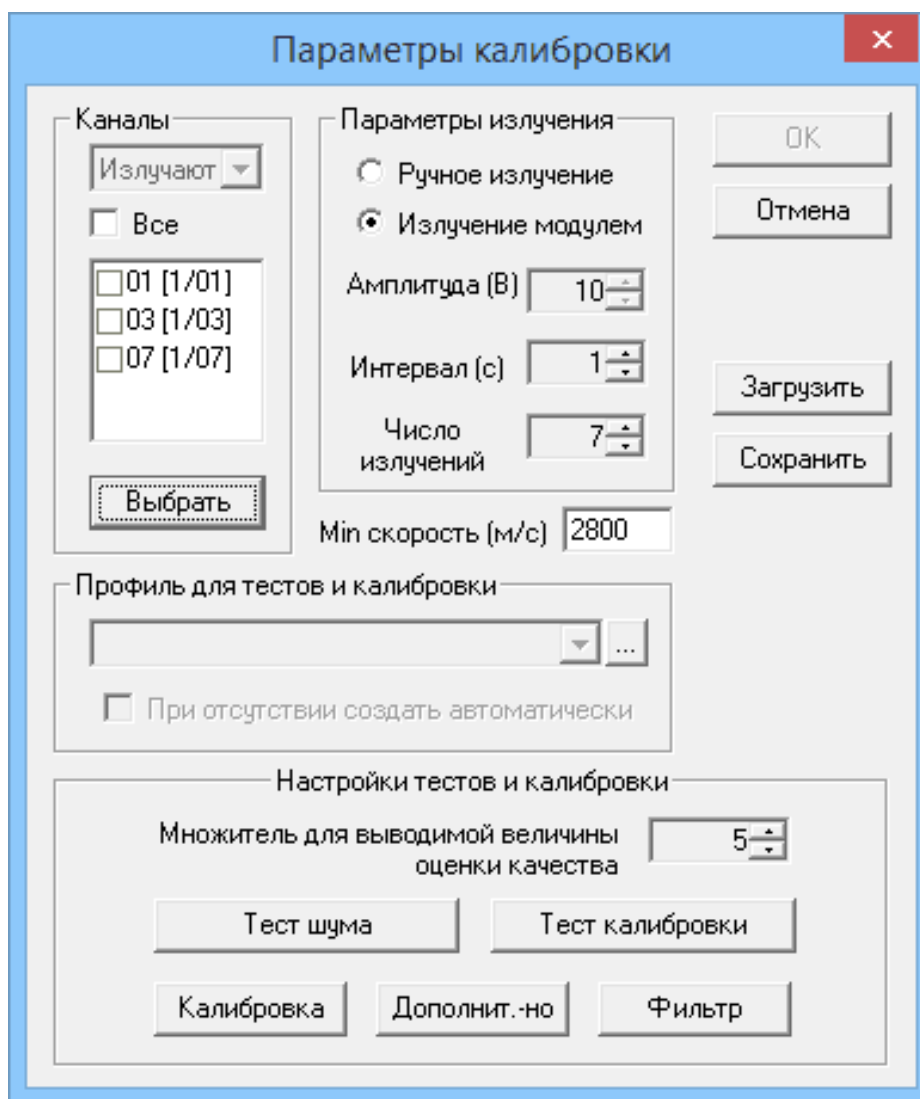 Параметры калибровки
Каналы
Излучают
Все
01 [1/01]
03 [1/03]
07 [1/07]
Выбрать
Параметры излучения
Ручное излучение
Излучение модулем
Амплитуда (В) 10
Интервал (с) 1
Число
излучений 7
Min скорость (м/с) 2800
OK
Отмена
Загрузить
Сохранить
Профиль для тестов и калибровки
...
При отсутствии создать автоматически
Настройки тестов и калибровки
Множитель для выводимой величины
оценки качества 5
Тест шума Тест калибровки
Калибровка Дополнит.-но Фильтр